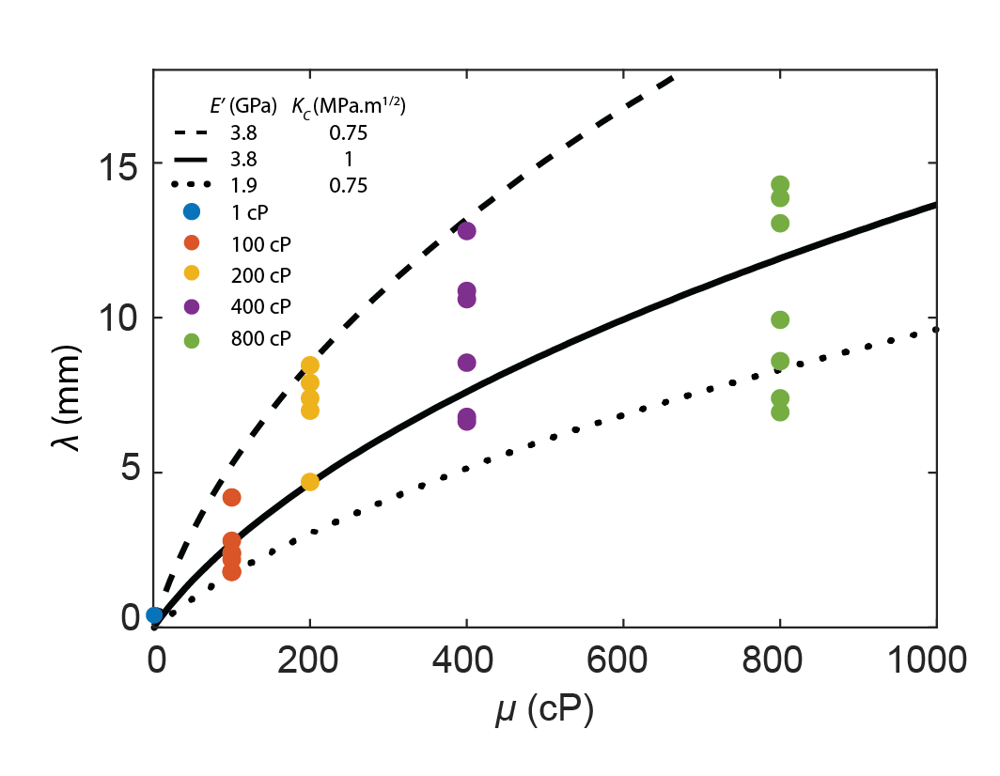 E′ (GPa) K_C (MPa.m^1/2)
3.8 0.75
3.8 1
1.9 0.75
1 cP
100 cP
200 cP
400 cP
800 cP
15
10
5
0
λ (mm)
0 200 400 600 800 1000
μ (cP)